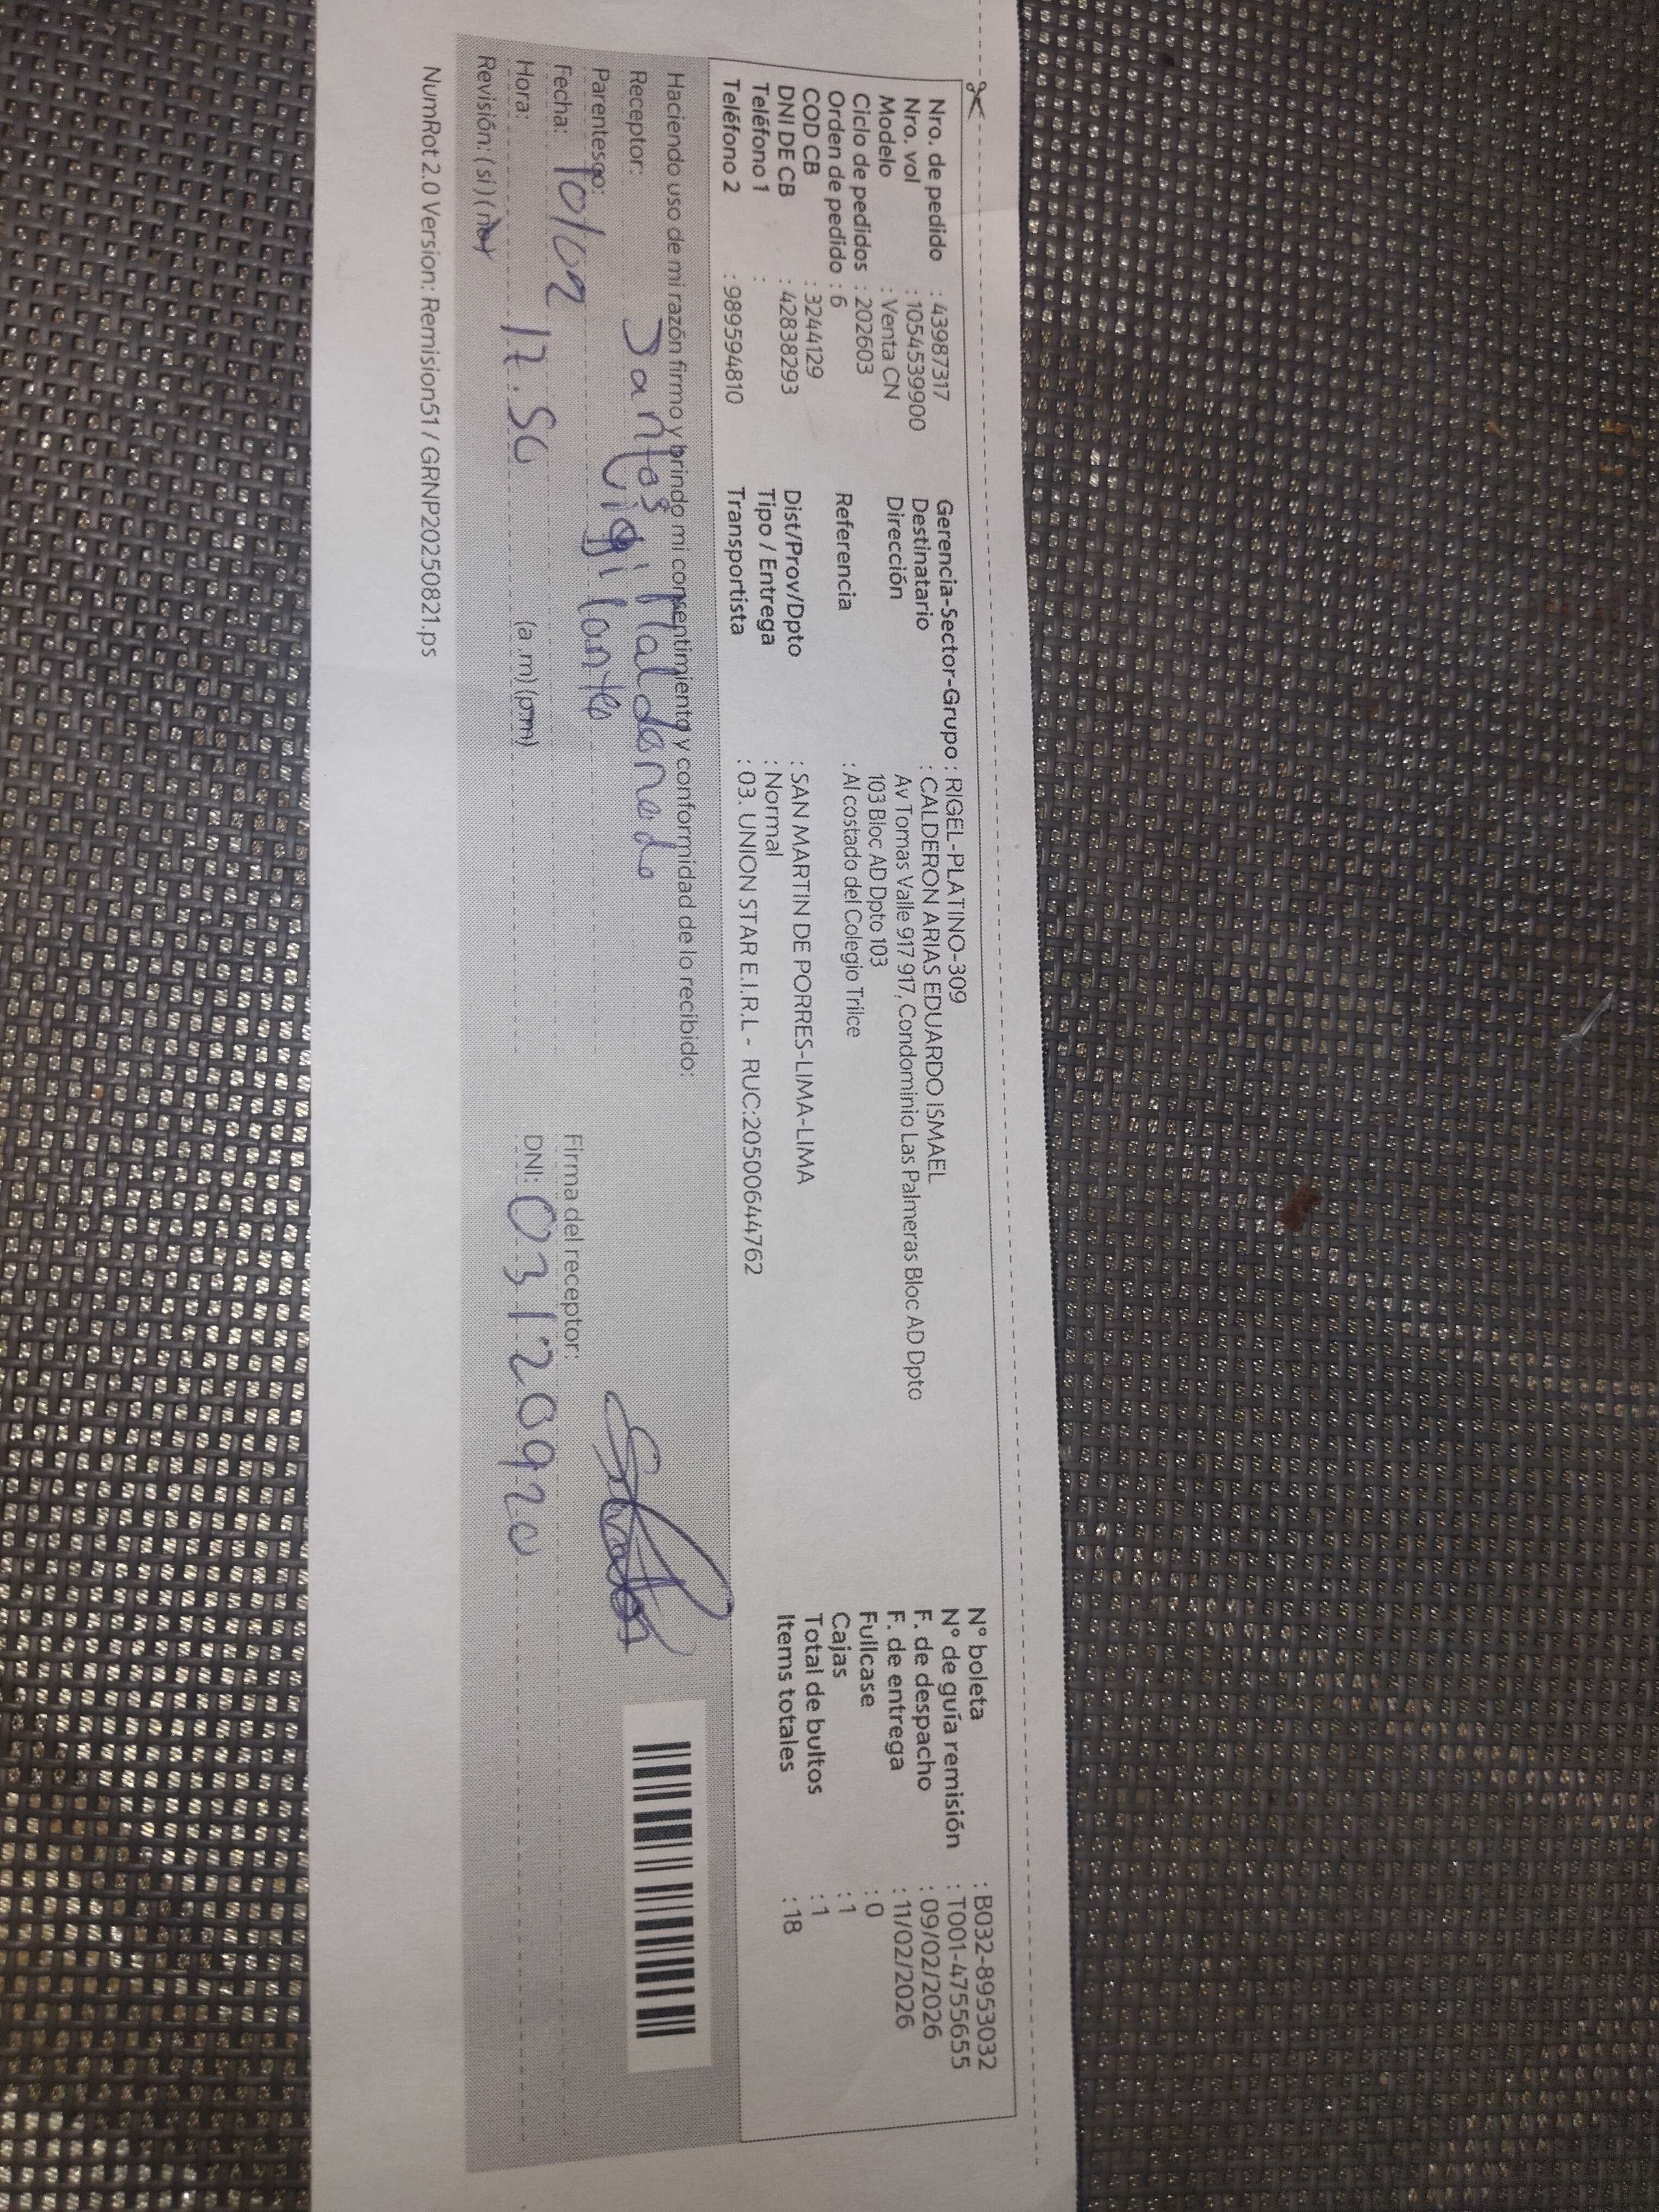 Nro. de pedido : 43987317
Nro. vol : 1054539900
Modelo : Venta CN
Ciclo de pedidos : 202603
Orden de pedido : 6
COD CB : 32441129
DNI DE CB : 42838293
Teléfono 1 :
Teléfono 2 : 989594810
Gerencia-Sector-Grupo : RIGEL-PLATINO-309
Destinatario : CALDERON ARIAS EDUARDO ISMAEL
Dirección Av Tomas Valle 917 917, Condominio Las Palmeras Bloc AD Dpto
103 Bloc AD Dpto 103
Referencia : Al costado del Colegio Trilce
Dist/Prov/Dpto : SAN MARTIN DE PORRES-LIMA-LIMA
Tipo / Entrega : Normal
Transportista : 03. UNION STAR E.I.R.L - RUC:20500644762
N° boleta : B032-8953032
N° de guía remisión : T001-4755655
F. de despacho : 09/02/2026
F. de entrega : 11/02/2026
Fullcase : 0
Cajas : 1
Total de bultos : 1
Items totales : 18
Haciendo uso de mi razón firmo y brindo mi consentimiento y conformidad de lo recibido:
Receptor: Santos Maldonado
Parentesco: Vigilante
Fecha: 10/02
Hora: 12.50 (a.m) (pm)
Revisión: (si) (no)
Firma del receptor:
DNI: 03120920
NumRot 2.0 Version: Remision51 / GRNP20250821.ps